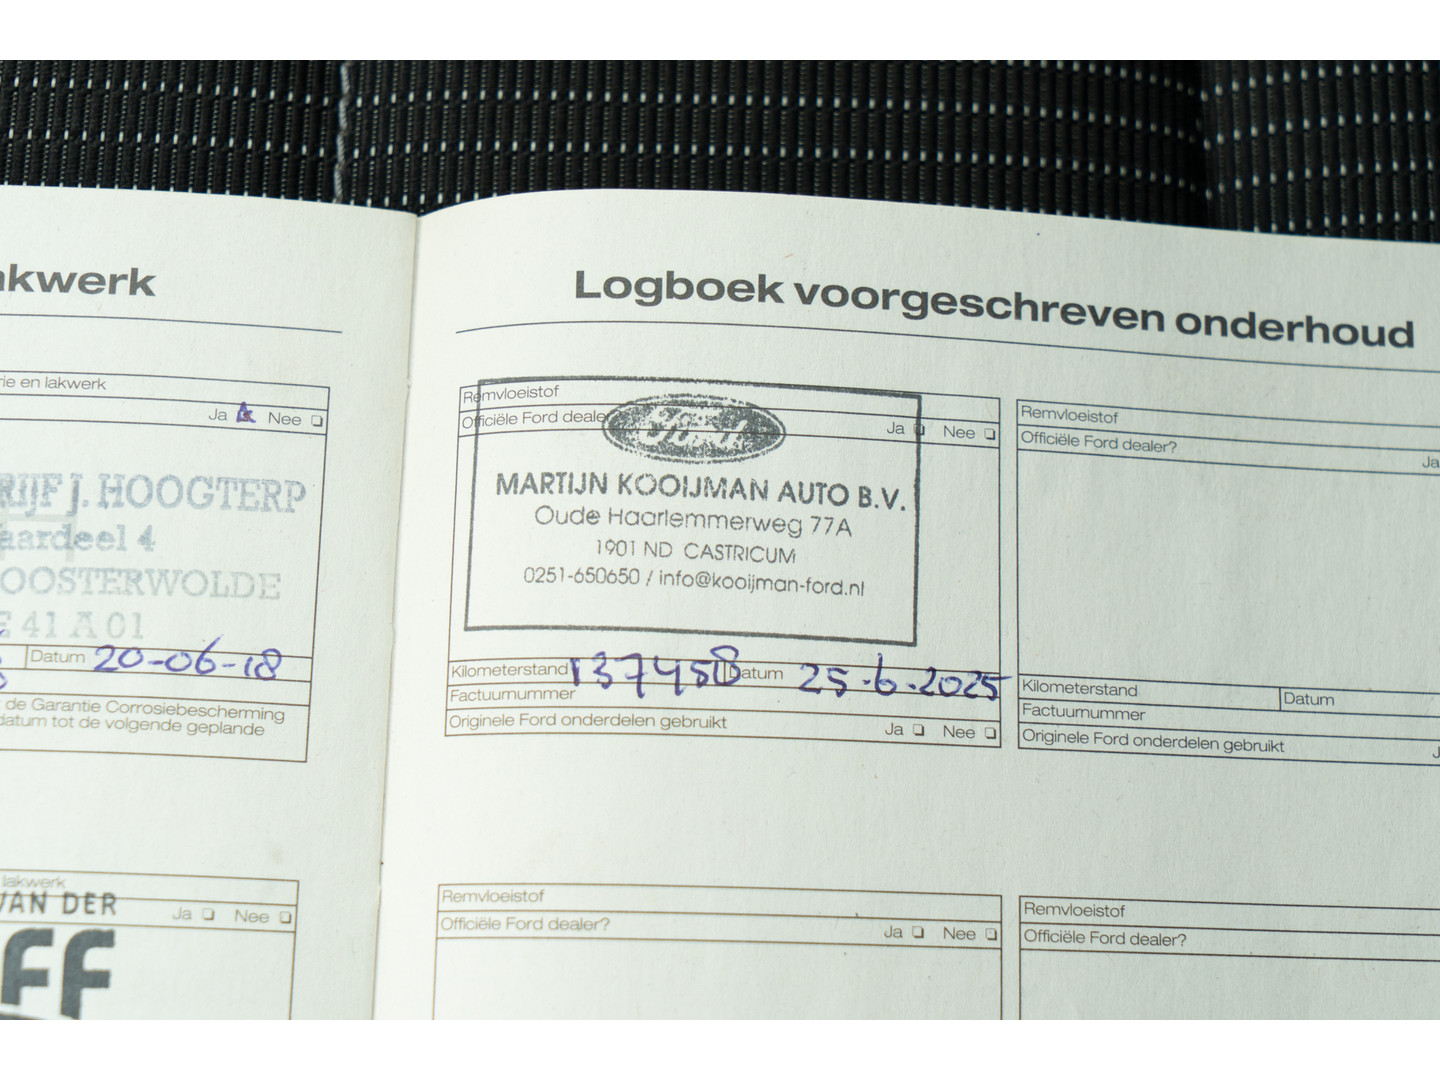 akwerk
rie en lakwerk
Ja Nee
RIJF J. HOOGTERP
aardeel 4
OOSTERWOLDE
E 41 A 01
Datum 20-06-18
de Garantie Corrosiebescherming
datum tot de volgende geplande
lakwerk
VAN DER
Ja Nee
FF
Logboek voorgeschreven onderhoud
Remvloeistof
Officiële Ford dealer
Ja Nee
Ford
MARTIJN KOOIJMAN AUTO B.V.
Oude Haarlemmerweg 77A
1901 ND CASTRICUM
0251-650650 / info@kooijman-ford.nl
Kilometerstand 137458 Datum 25-6-2025
Factuurnummer
Originele Ford onderdelen gebruikt Ja Nee
Remvloeistof
Officiële Ford dealer?
Ja
Kilometerstand Datum
Factuurnummer
Originele Ford onderdelen gebruikt J
Remvloeistof
Officiële Ford dealer?
Ja Nee
Remvloeistof
Officiële Ford dealer?